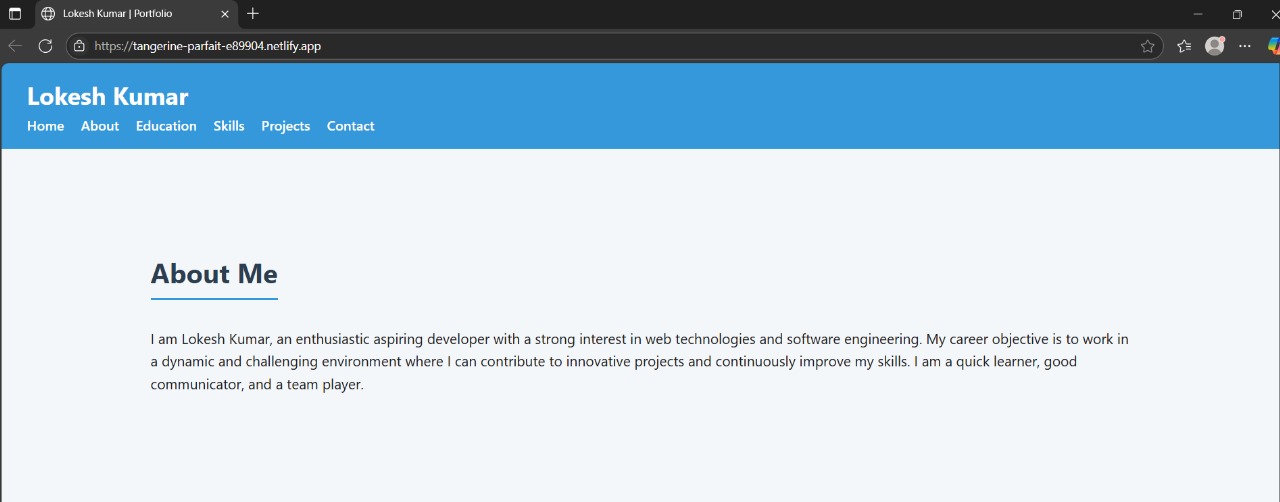 Lokesh Kumar | Portfolio
https://tangerine-parfait-e89904.netlify.app
Lokesh Kumar
Home About Education Skills Projects Contact
About Me
I am Lokesh Kumar, an enthusiastic aspiring developer with a strong interest in web technologies and software engineering. My career objective is to work in
a dynamic and challenging environment where I can contribute to innovative projects and continuously improve my skills. I am a quick learner, good
communicator, and a team player.